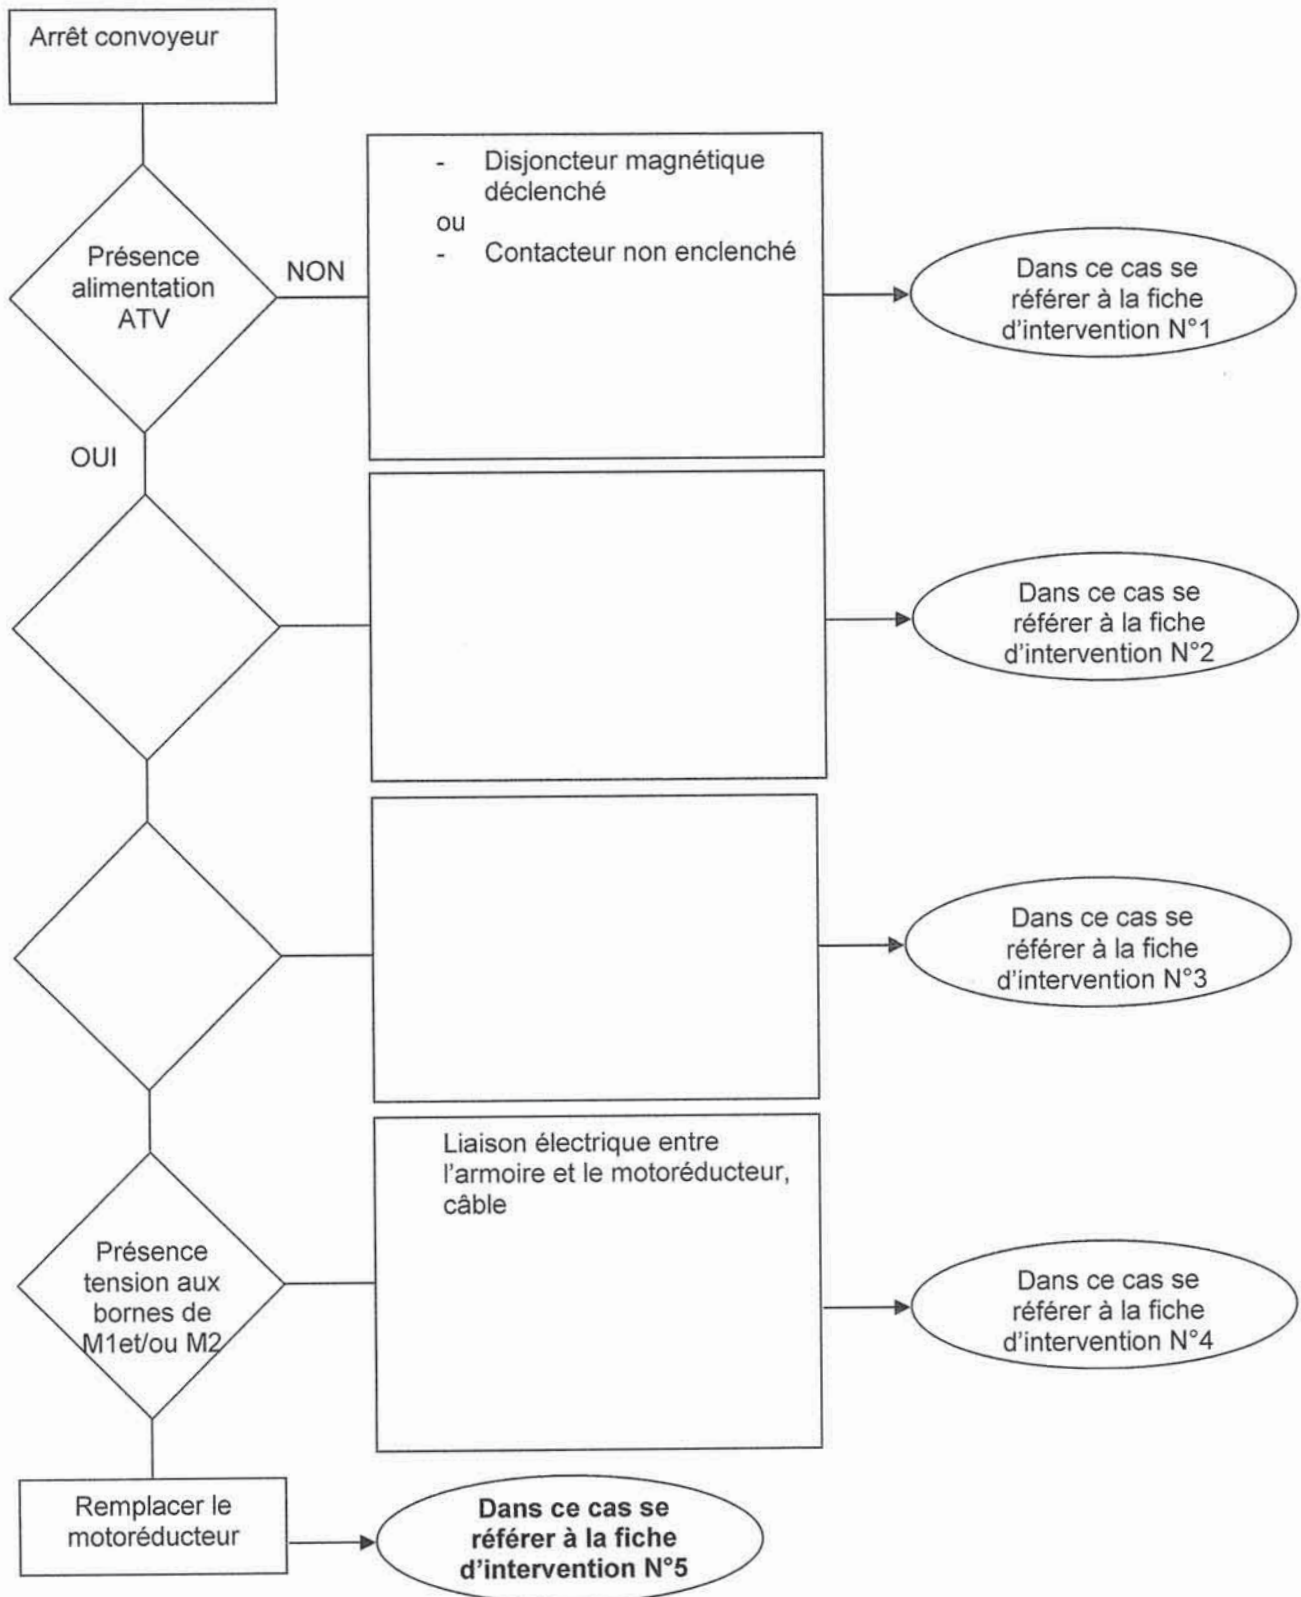 Arrêt convoyeur
- Disjoncteur magnétique
déclenché
ou
- Contacteur non enclenché
Présence
alimentation
ATV
NON
Dans ce cas se
référer à la fiche
d'intervention N°1
OUI
Dans ce cas se
référer à la fiche
d'intervention N°2
Dans ce cas se
référer à la fiche
d'intervention N°3
Liaison électrique entre
l'armoire et le motoréducteur,
câble
Présence
tension aux
bornes de
M1et/ou M2
Dans ce cas se
référer à la fiche
d'intervention N°4
Remplacer le
motoréducteur
Dans ce cas se
référer à la fiche
d'intervention N°5